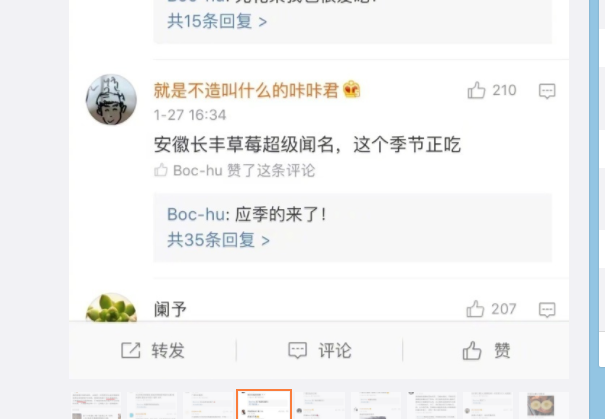 共15条回复 >
就是不造叫什么的咔咔君
210
1-27 16:34
安徽长丰草莓超级闻名，这个季节正吃
Boc-hu 赞了这条评论
Boc-hu: 应季的来了！
共35条回复 >
阑予
207
转发
评论
赞